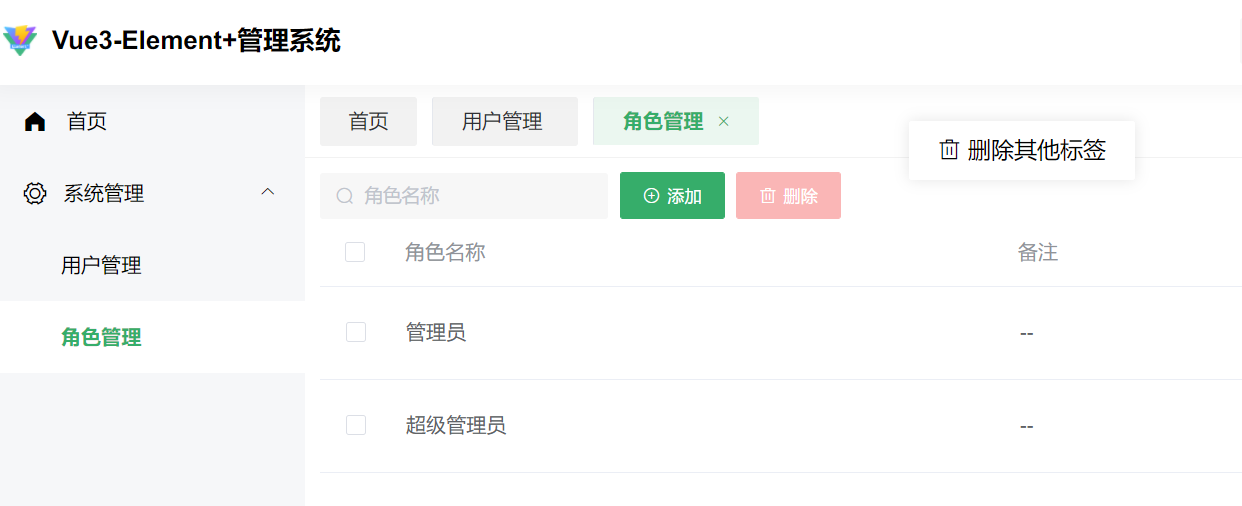 Vue3-Element+管理系统
首页
首页 用户管理 角色管理
删除其他标签
系统管理
角色名称 添加 删除
用户管理
角色名称 备注
角色管理
管理员 --
超级管理员 --